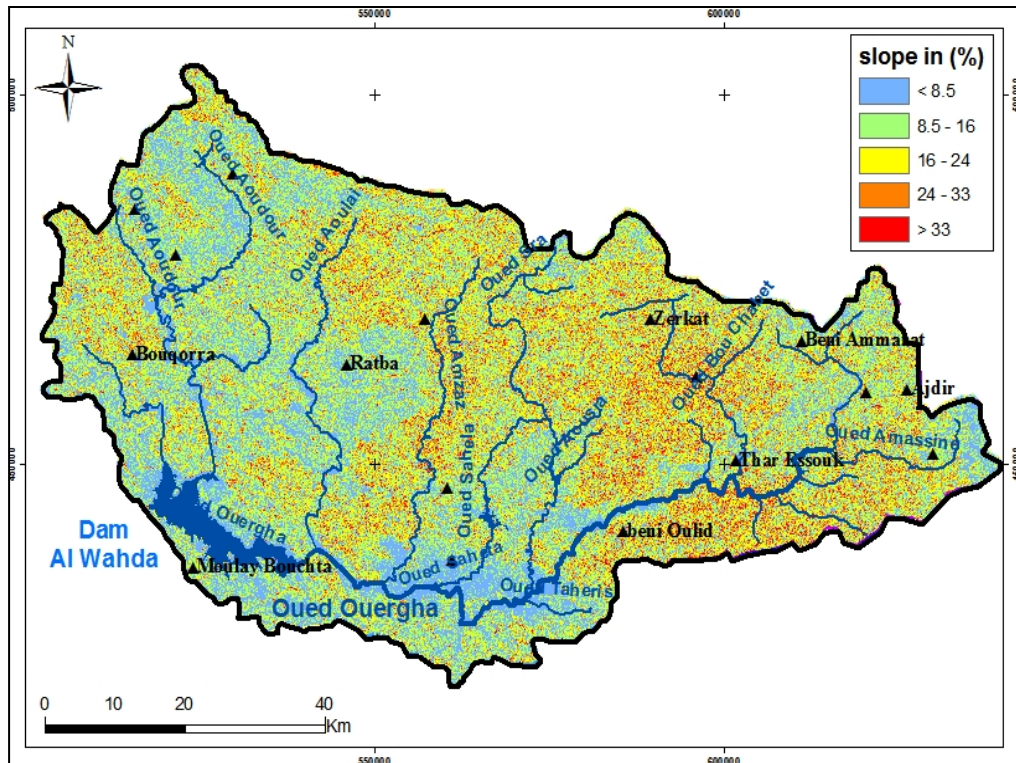 550000
600000
N
slope in (%)
< 8.5
8.5 - 16
16 - 24
24 - 33
> 33
Oued Aoudour
Oued Aoudour
Oued Aoulai
Oued Sra
Oued Amzaz
Oued Bou Chabet
Zerkat
Beni Ammarat
Bouqorra
Ratba
Ajdir
Oued Aoudia
Oued Amassine
Oued Sahela
Thar Essouk
beni Oulid
Ouergha
Dam
Al Wahda
Moulay Bouchta
Oued Sahela
Oued Taheris
Oued Ouergha
0 10 20 40
Km
550000
600000